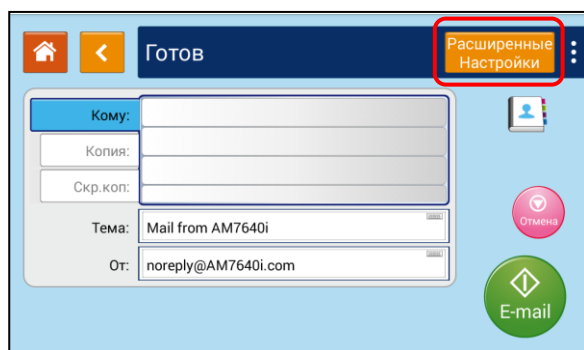 Готов
Расширенные
Настройки
Кому:
Копия:
Скр.коп:
Тема: Mail from AM7640i
От: noreply@AM7640i.com
Отмена
E-mail